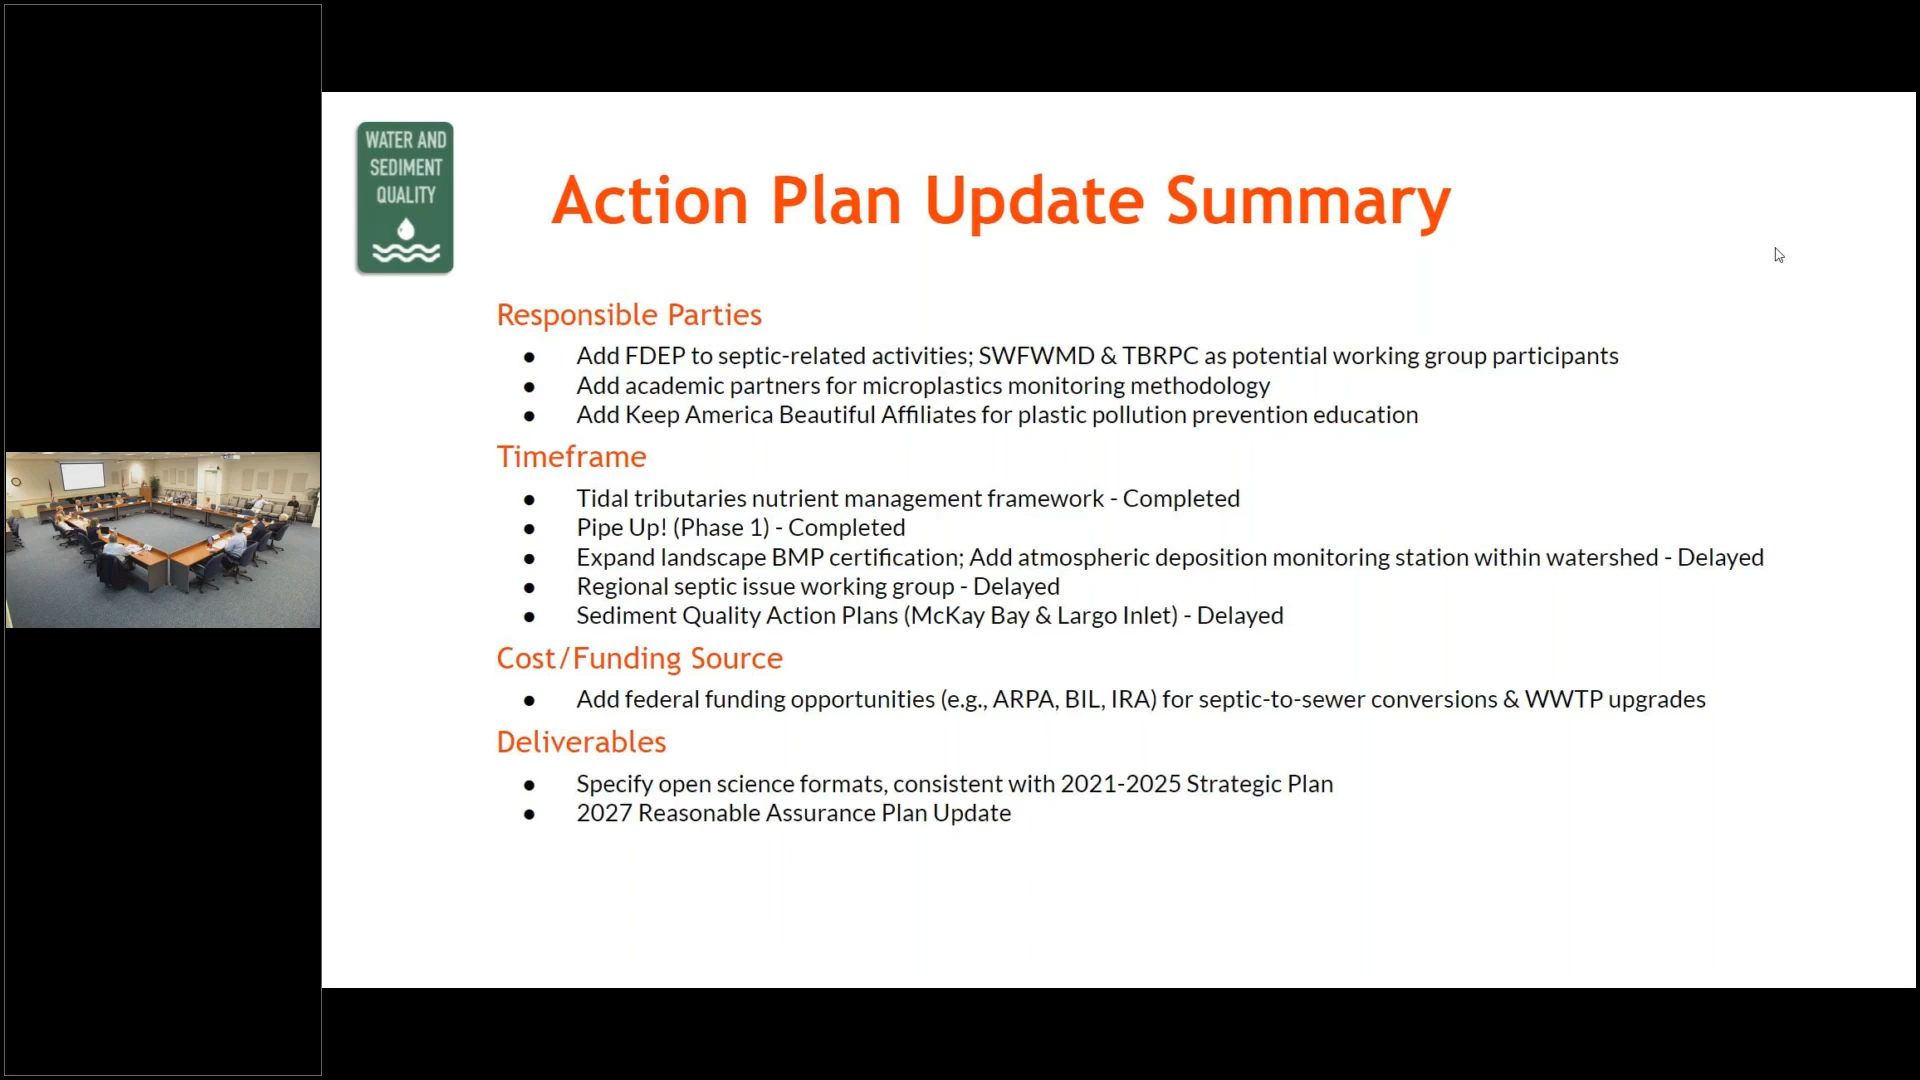 WATER AND
SEDIMENT
QUALITY
Action Plan Update Summary
Responsible Parties
● Add FDEP to septic-related activities; SWFWMD & TBRPC as potential working group participants
● Add academic partners for microplastics monitoring methodology
● Add Keep America Beautiful Affiliates for plastic pollution prevention education
Timeframe
● Tidal tributaries nutrient management framework - Completed
● Pipe Up! (Phase 1) - Completed
● Expand landscape BMP certification; Add atmospheric deposition monitoring station within watershed - Delayed
● Regional septic issue working group - Delayed
● Sediment Quality Action Plans (McKay Bay & Largo Inlet) - Delayed
Cost/Funding Source
● Add federal funding opportunities (e.g., ARPA, BIL, IRA) for septic-to-sewer conversions & WWTP upgrades
Deliverables
● Specify open science formats, consistent with 2021-2025 Strategic Plan
● 2027 Reasonable Assurance Plan Update